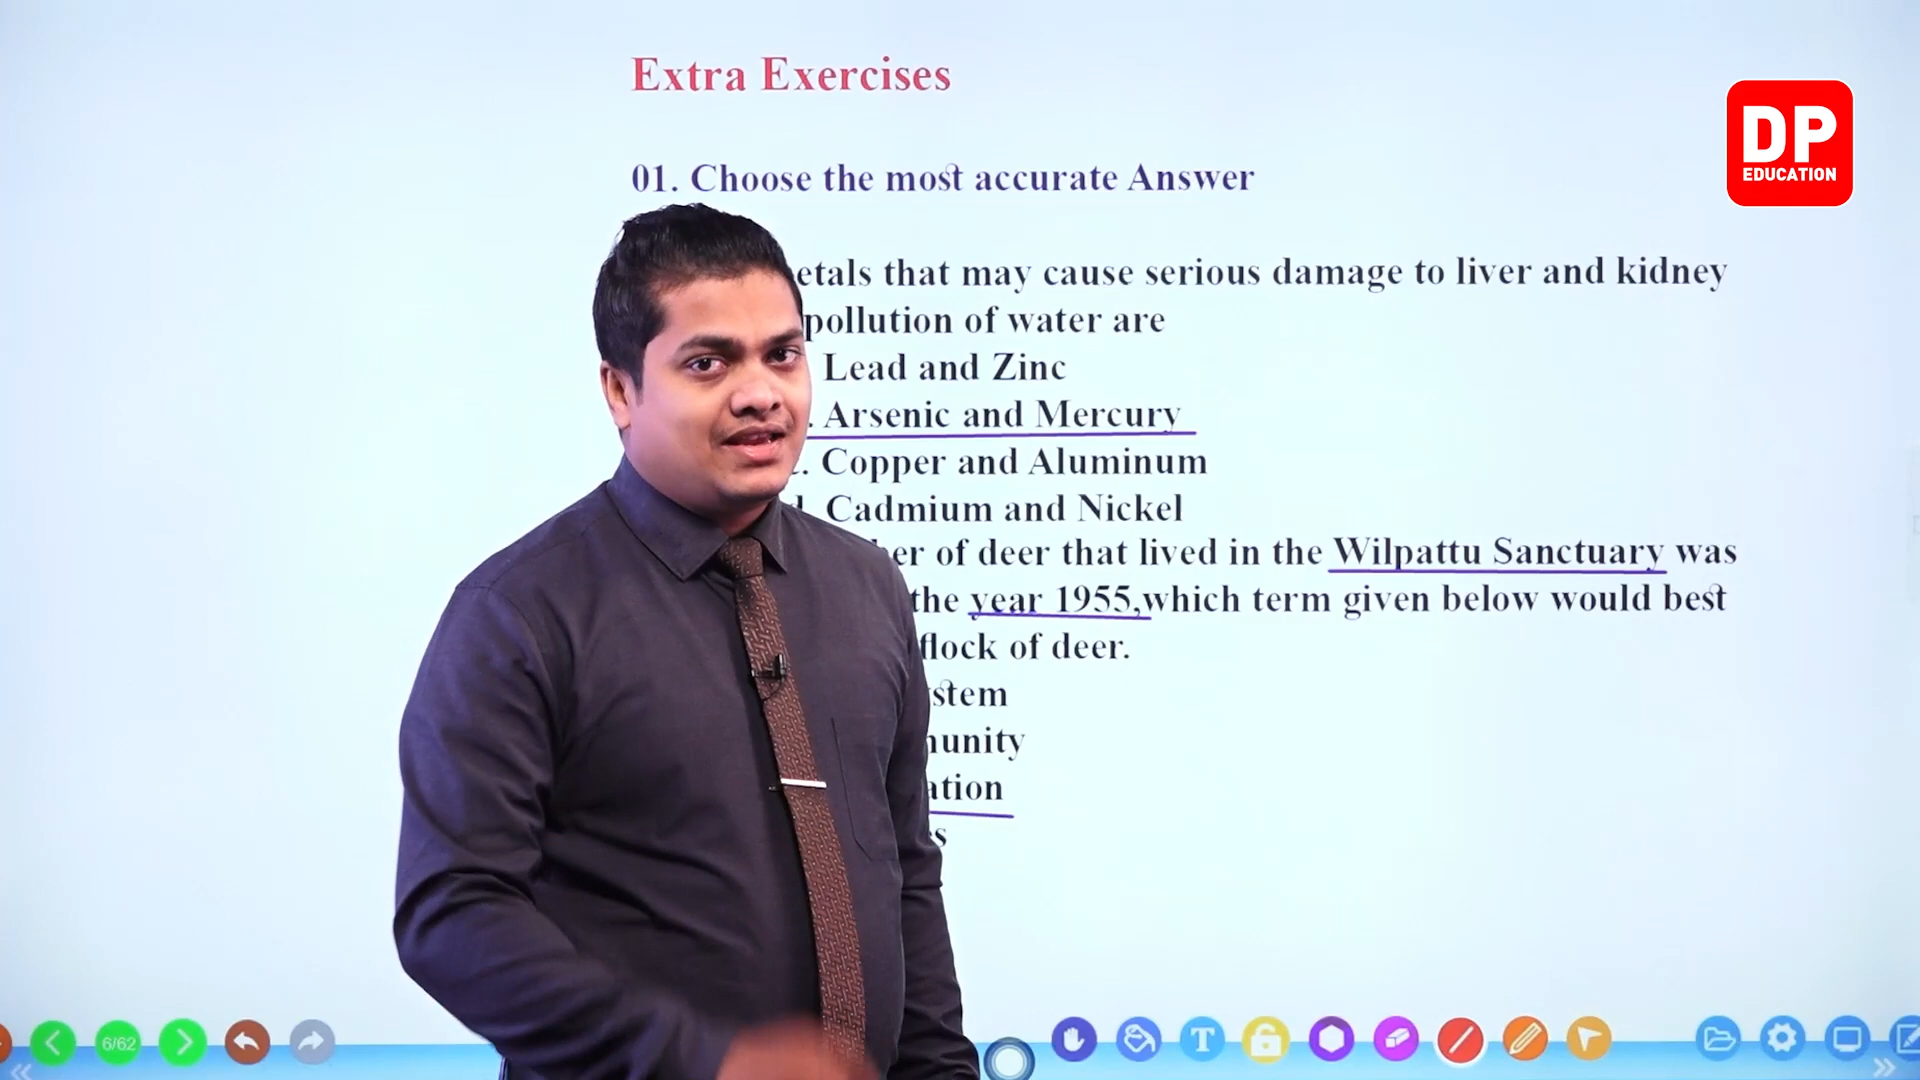 Extra Exercises
DP
EDUCATION
01. Choose the most accurate Answer
etals that may cause serious damage to liver and kidney
pollution of water are
Lead and Zinc
. Arsenic and Mercury
c. Copper and Aluminum
d. Cadmium and Nickel
ber of deer that lived in the Wilpattu Sanctuary was
the year 1955,which term given below would best
flock of deer.
stem
munity
ation
es
6/62
T